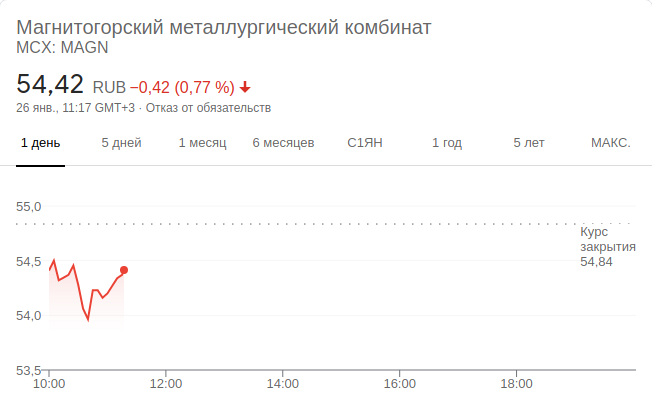 Магнитогорский металлургический комбинат
MCX: MAGN
54,42 RUB −0,42 (0,77 %)
26 янв., 11:17 GMT+3 · Отказ от обязательств
1 день 5 дней 1 месяц 6 месяцев С1ЯН 1 год 5 лет МАКС.
55,0
Курс
закрытия
54,5 54,84
54,0
53,5
10:00 12:00 14:00 16:00 18:00